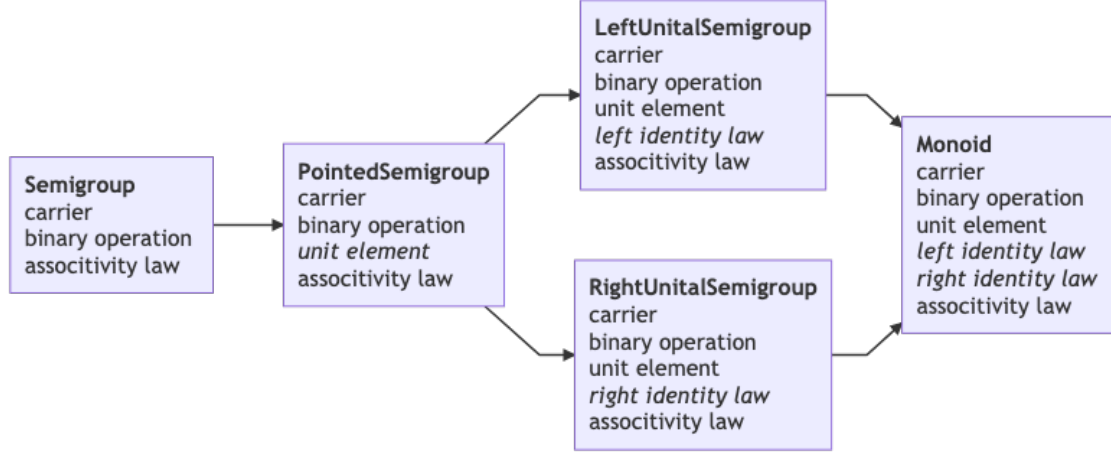 Semigroup
carrier
binary operation
associtivity law
PointedSemigroup
carrier
binary operation
unit element
associtivity law
LeftUnitalSemigroup
carrier
binary operation
unit element
left identity law
associtivity law
RightUnitalSemigroup
carrier
binary operation
unit element
right identity law
associtivity law
Monoid
carrier
binary operation
unit element
left identity law
right identity law
associtivity law